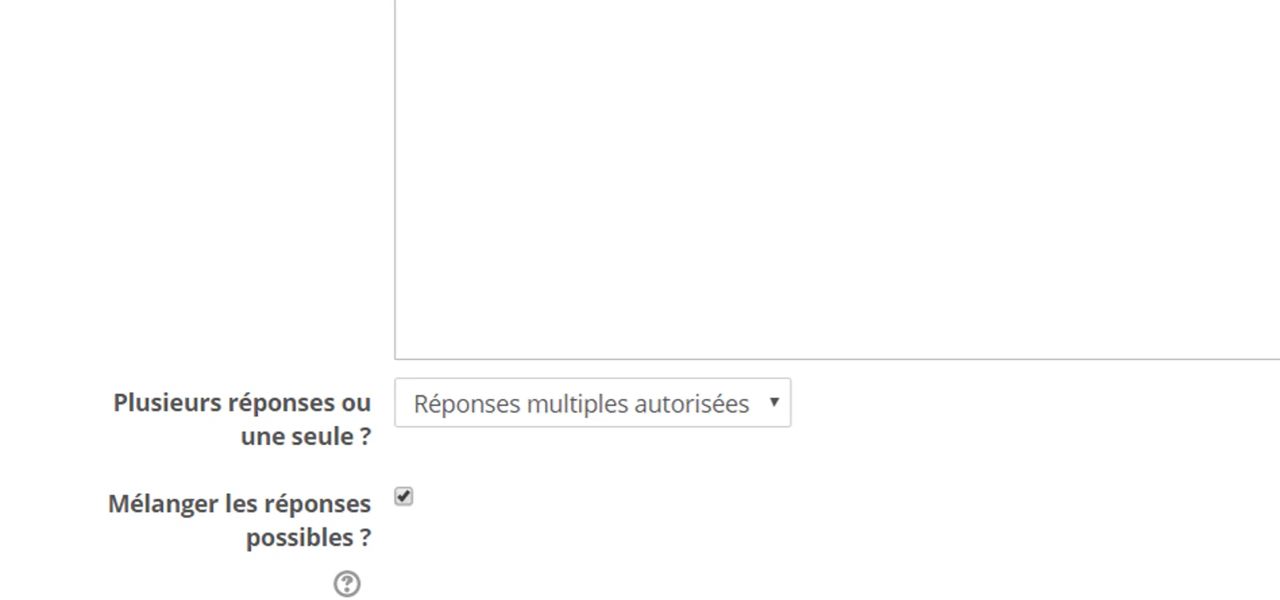 Plusieurs réponses ou
une seule ?
Réponses multiples autorisées
Mélanger les réponses
possibles ?
?